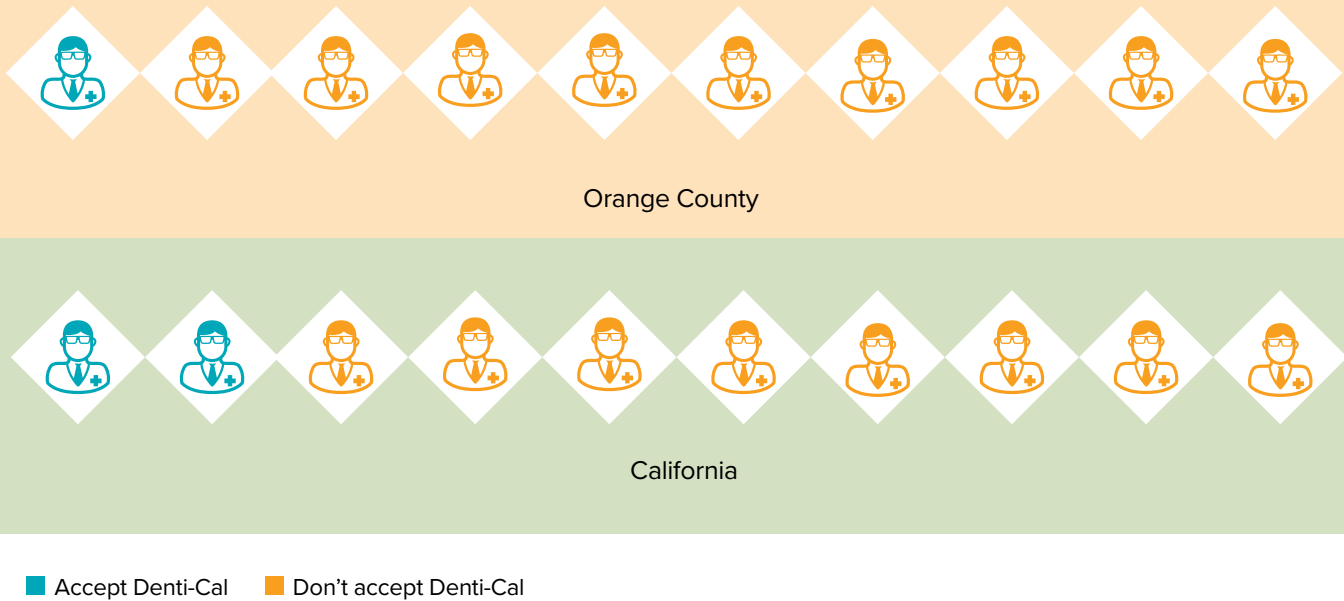 Orange County
California
Accept Denti-Cal
Don’t accept Denti-Cal